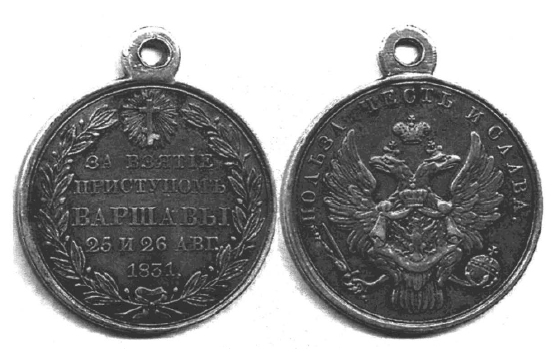 ЗА ВЗЯТІЕ
ПРИСТУПОМЪ
ВАРШАВЫ
25 И 26 АВГ.
1831.
ПОЛЬЗА, ЧЕСТЬ И СЛАВА.